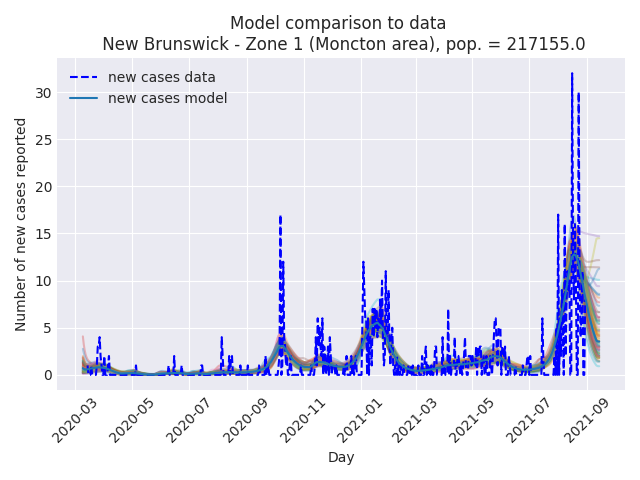 Model comparison to data
New Brunswick - Zone 1 (Moncton area), pop. = 217155.0
new cases data
new cases model
Number of new cases reported
30
25
20
15
10
5
0
2020-03
2020-05
2020-07
2020-09
2020-11
2021-01
2021-03
2021-05
2021-07
2021-09
Day